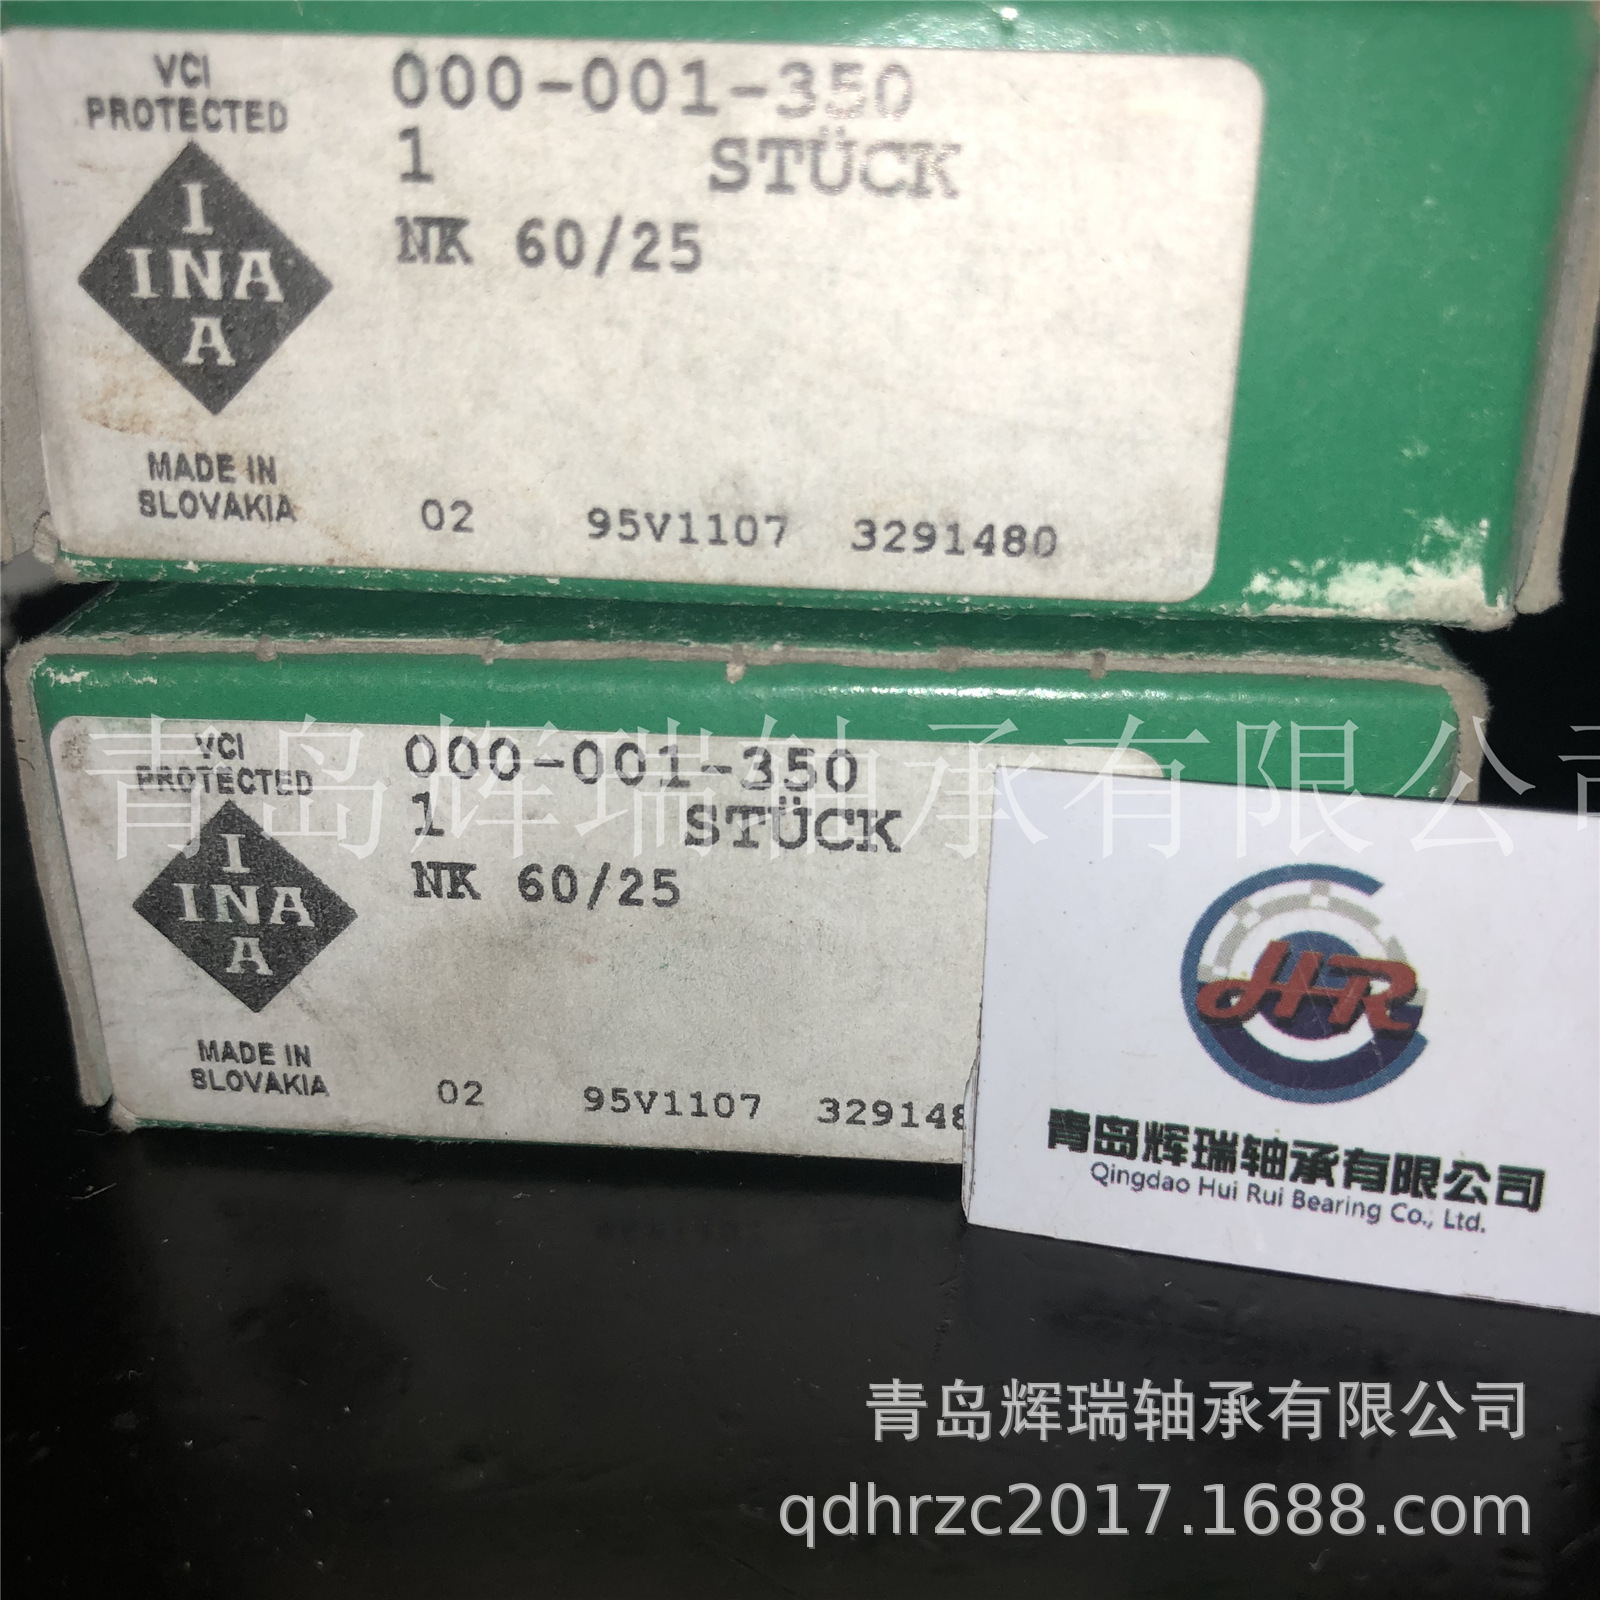 VCI
PROTECTED
I
INA
A
MADE IN
SLOVAKIA
000-001-350
1 STÜCK
NK 60/25
02 95V1107 3291480
青岛辉瑞轴承有限公司
VCI
PROTECTED
I
INA
A
MADE IN
SLOVAKIA
000-001-350
1 STÜCK
NK 60/25
02 95V1107 329148
HR
青岛辉瑞轴承有限公司
Qingdao Hui Rui Bearing Co., Ltd.
青岛辉瑞轴承有限公司
qdhrzc2017.1688.com